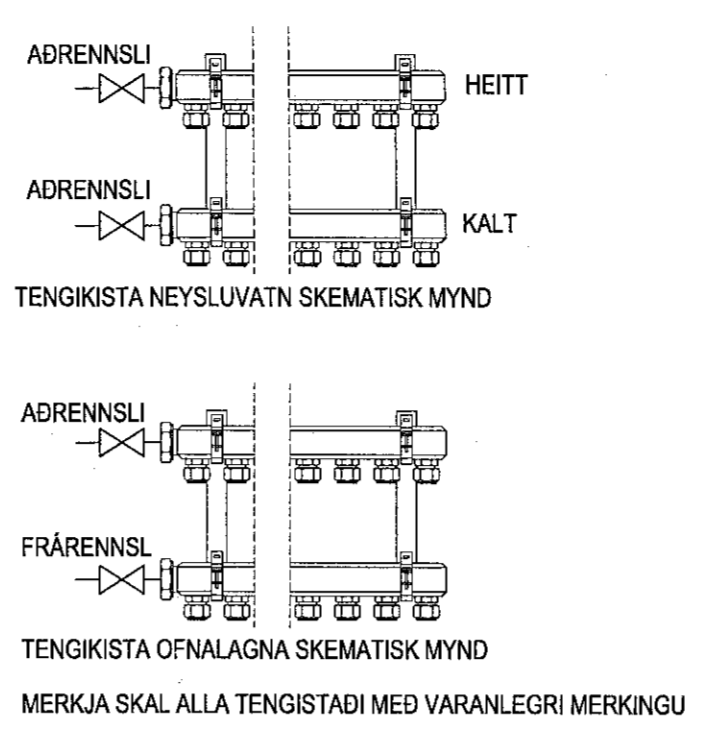 AÐRENNSLI
HEITT
AÐRENNSLI
KALT
TENGIKISTA NEYSLUVATN SKEMATISK MYND
AÐRENNSLI
FRÁRENNSL
TENGIKISTA OFNALAGNA SKEMATISK MYND
MERKJA SKAL ALLA TENGISTAÐI MEÐ VARANLEGRI MERKINGU